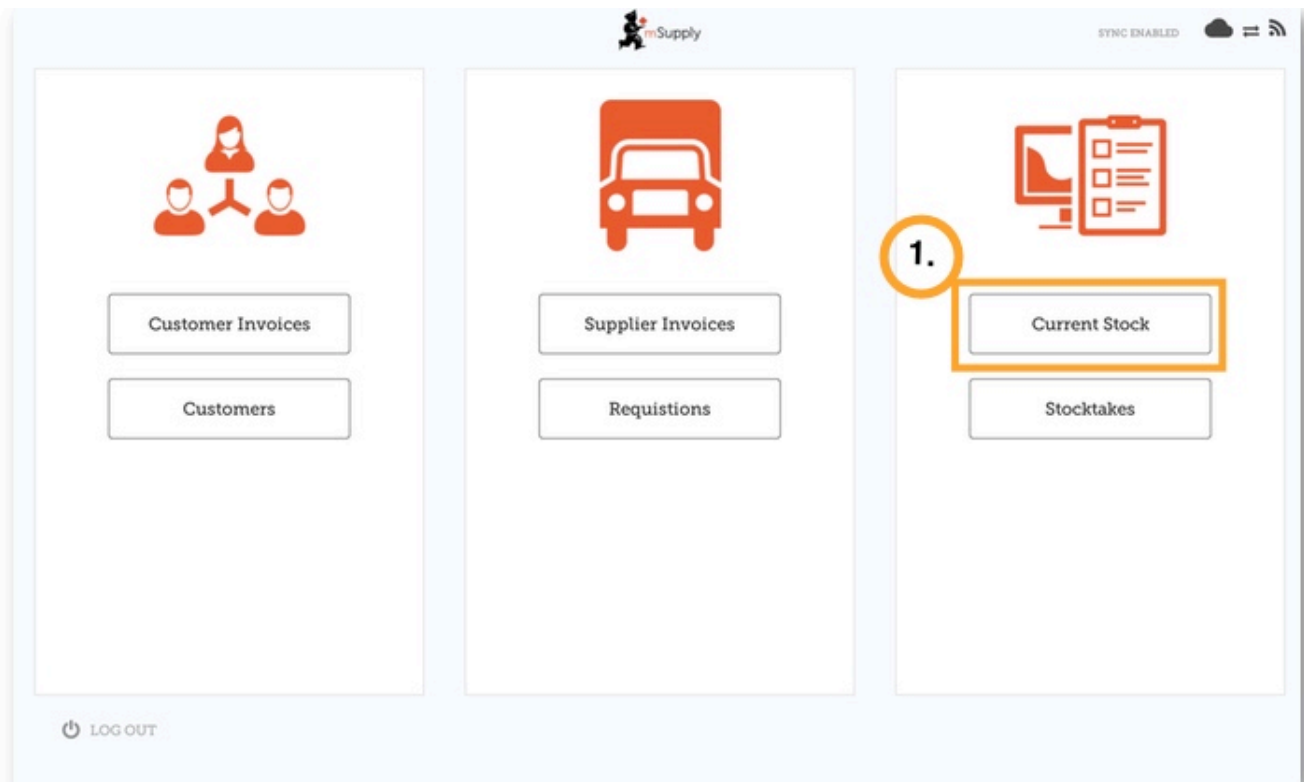 mSupply
SYNC ENABLED
1.
Customer Invoices
Supplier Invoices
Current Stock
Customers
Requistions
Stocktakes
LOG OUT